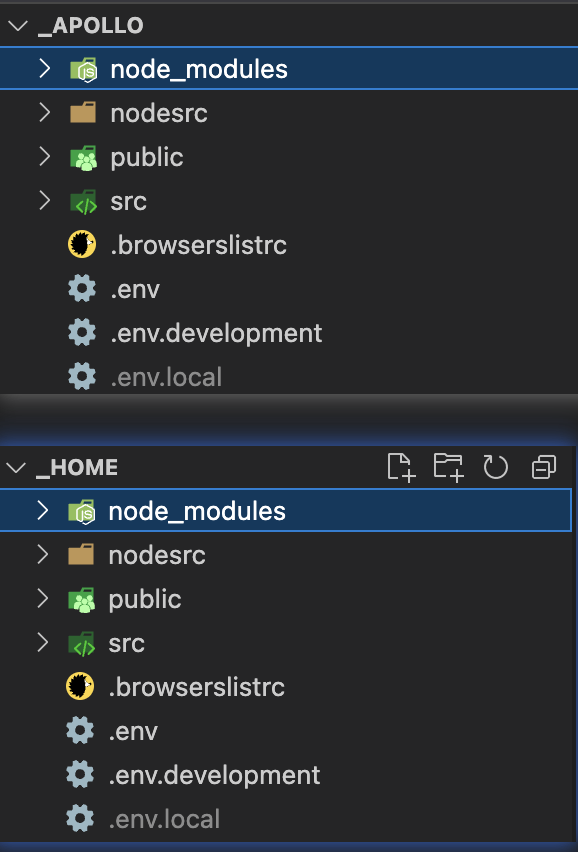 _APOLLO
node_modules
nodesrc
public
src
.browserslistrc
.env
.env.development
.env.local
_HOME
node_modules
nodesrc
public
src
.browserslistrc
.env
.env.development
.env.local